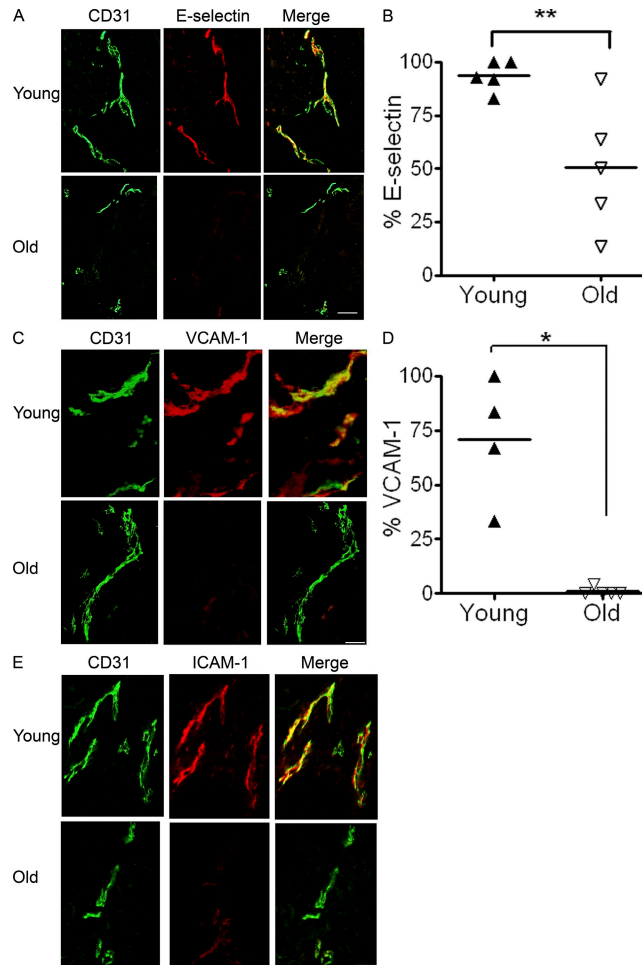 A CD31 E-selectin Merge
Young
Old
B
**
% E-selectin
100
75
50
25
0
Young Old
C CD31 VCAM-1 Merge
Young
Old
D
*
% VCAM-1
100
75
50
25
0
Young Old
E CD31 ICAM-1 Merge
Young
Old